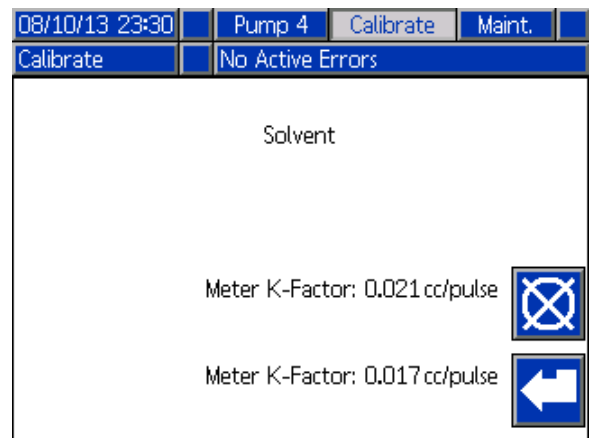 08/10/13 23:30 Pump 4 Calibrate Maint.
Calibrate No Active Errors
Solvent
Meter K-Factor: 0.021 cc/pulse
Meter K-Factor: 0.017 cc/pulse